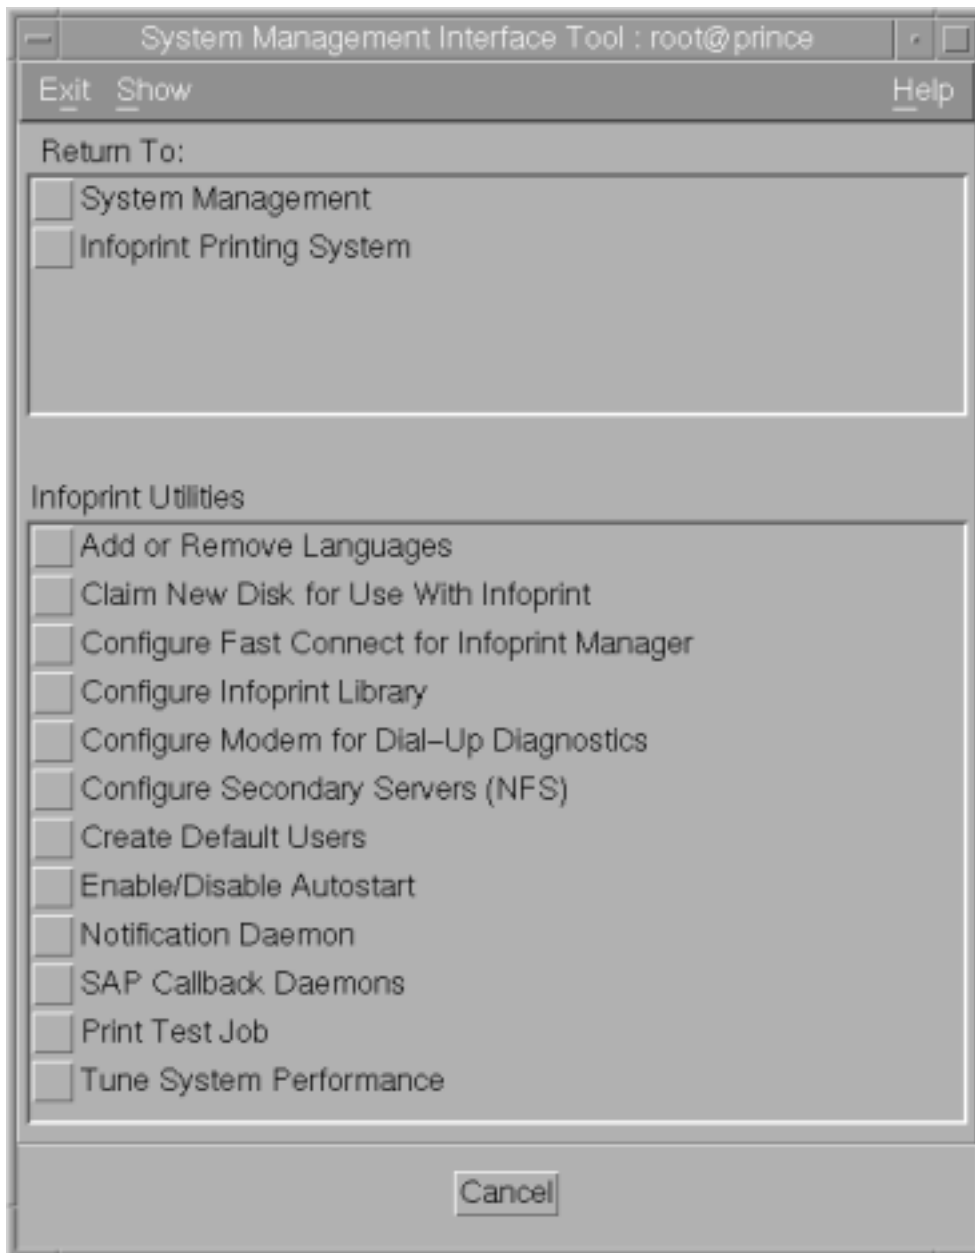 System Management Interface Tool : root@prince
Exit Show Help
Return To:
System Management
Infoprint Printing System
Infoprint Utilities
Add or Remove Languages
Claim New Disk for Use With Infoprint
Configure Fast Connect for Infoprint Manager
Configure Infoprint Library
Configure Modem for Dial-Up Diagnostics
Configure Secondary Servers (NFS)
Create Default Users
Enable/Disable Autostart
Notification Daemon
SAP Callback Daemons
Print Test Job
Tune System Performance
Cancel